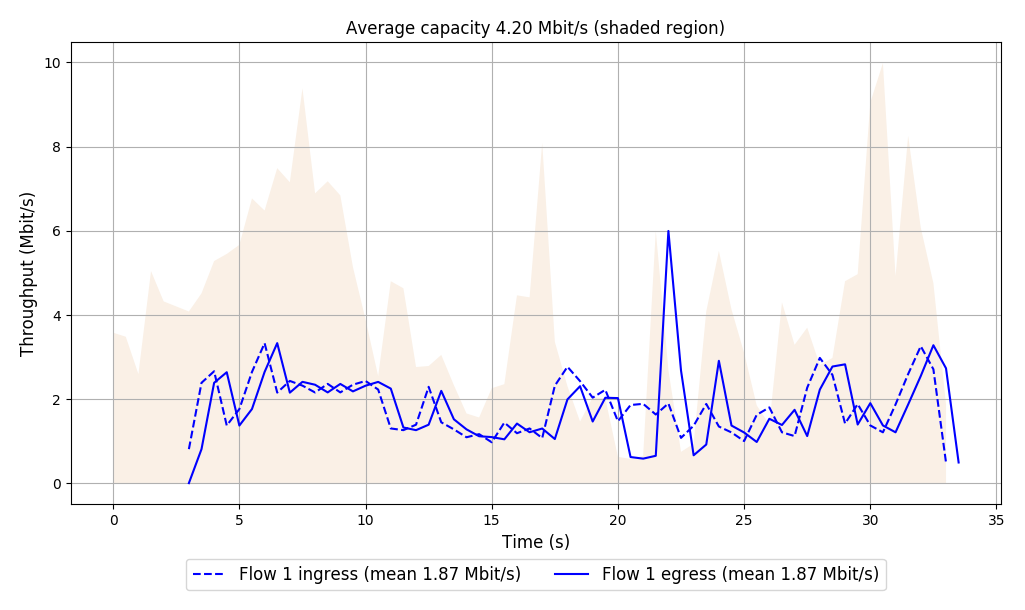 Average capacity 4.20 Mbit/s (shaded region)
Throughput (Mbit/s)
10
8
6
4
2
0
0 5 10 15 20 25 30 35
Time (s)
Flow 1 ingress (mean 1.87 Mbit/s) Flow 1 egress (mean 1.87 Mbit/s)